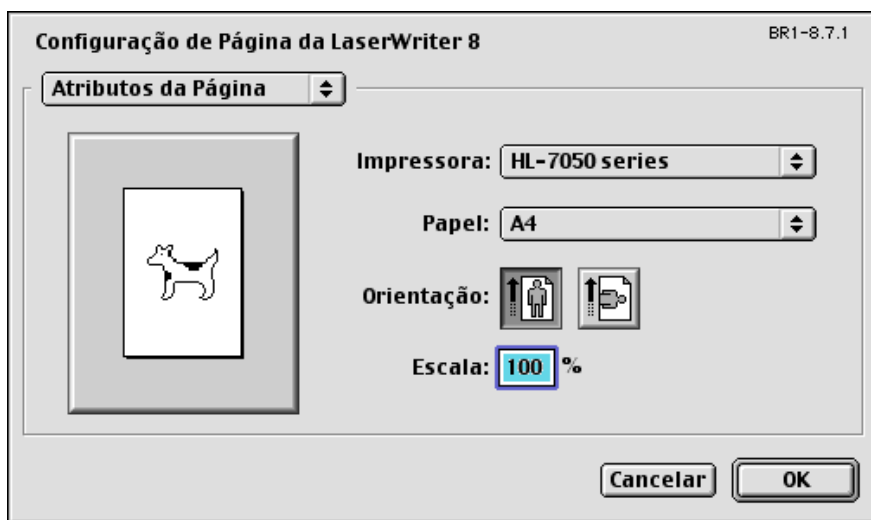 Configuração de Página da LaserWriter 8
BR1-8.7.1
Atributos da Página
Impressora: HL-7050 series
Papel: A4
Orientação:
Escala: 100 %
Cancelar OK